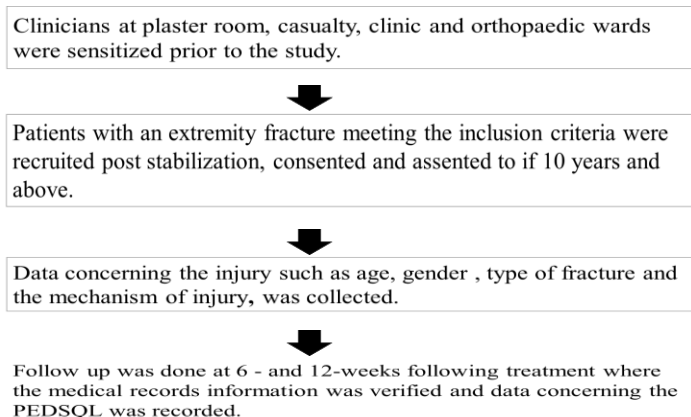 Clinicians at plaster room, casualty, clinic and orthopaedic wards
were sensitized prior to the study.
Patients with an extremity fracture meeting the inclusion criteria were
recruited post stabilization, consented and assented to if 10 years and
above.
Data concerning the injury such as age, gender , type of fracture and
the mechanism of injury, was collected.
Follow up was done at 6 - and 12-weeks following treatment where
the medical records information was verified and data concerning the
PEDSQL was recorded.